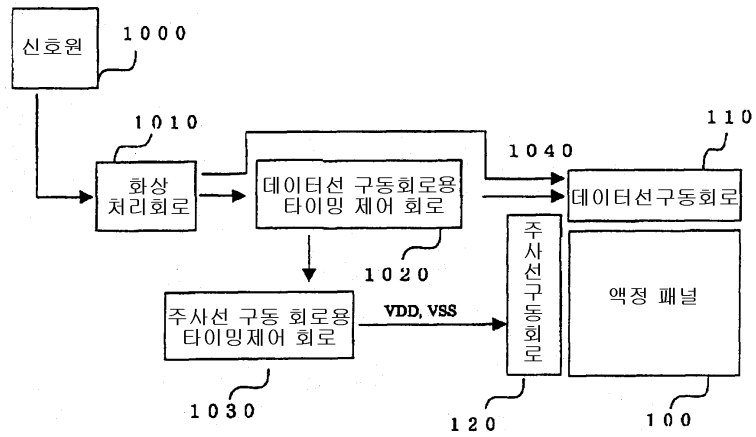 신호원
1000
1010
화상
처리회로
데이터선 구동회로용
타이밍 제어 회로
1020
1040
110
데이터선구동회로
주사선구동회로
120
액정 패널
100
주사선 구동 회로용
타이밍제어 회로
1030
VDD, VSS